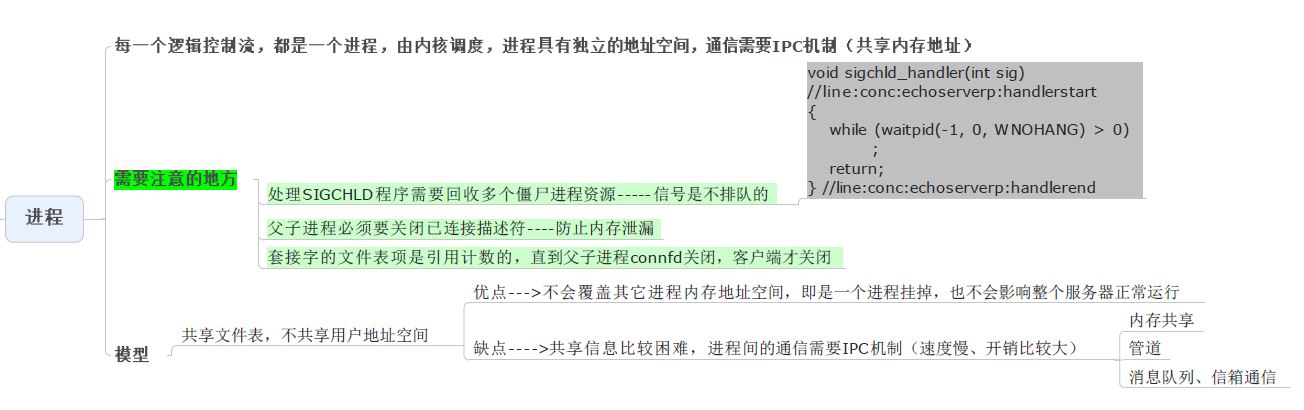 每一个逻辑控制流，都是一个进程，由内核调度，进程具有独立的地址空间，通信需要IPC机制（共享内存地址）
void sigchld_handler(int sig)
//line:conc:echoserverp:handlerstart
{
while (waitpid(-1, 0, WNOHANG) > 0)
;
return;
} //line:conc:echoserverp:handlerend
需要注意的地方
处理SIGCHLD程序需要回收多个僵尸进程资源-----信号是不排队的
进程
父子进程必须要关闭已连接描述符----防止内存泄漏
套接字的文件表项是引用计数的，直到父子进程connfd关闭，客户端才关闭
优点--->不会覆盖其它进程内存地址空间，即是一个进程挂掉，也不会影响整个服务器正常运行
模型
共享文件表，不共享用户地址空间
缺点---->共享信息比较困难，进程间的通信需要IPC机制（速度慢、开销比较大）
内存共享
管道
消息队列、信箱通信